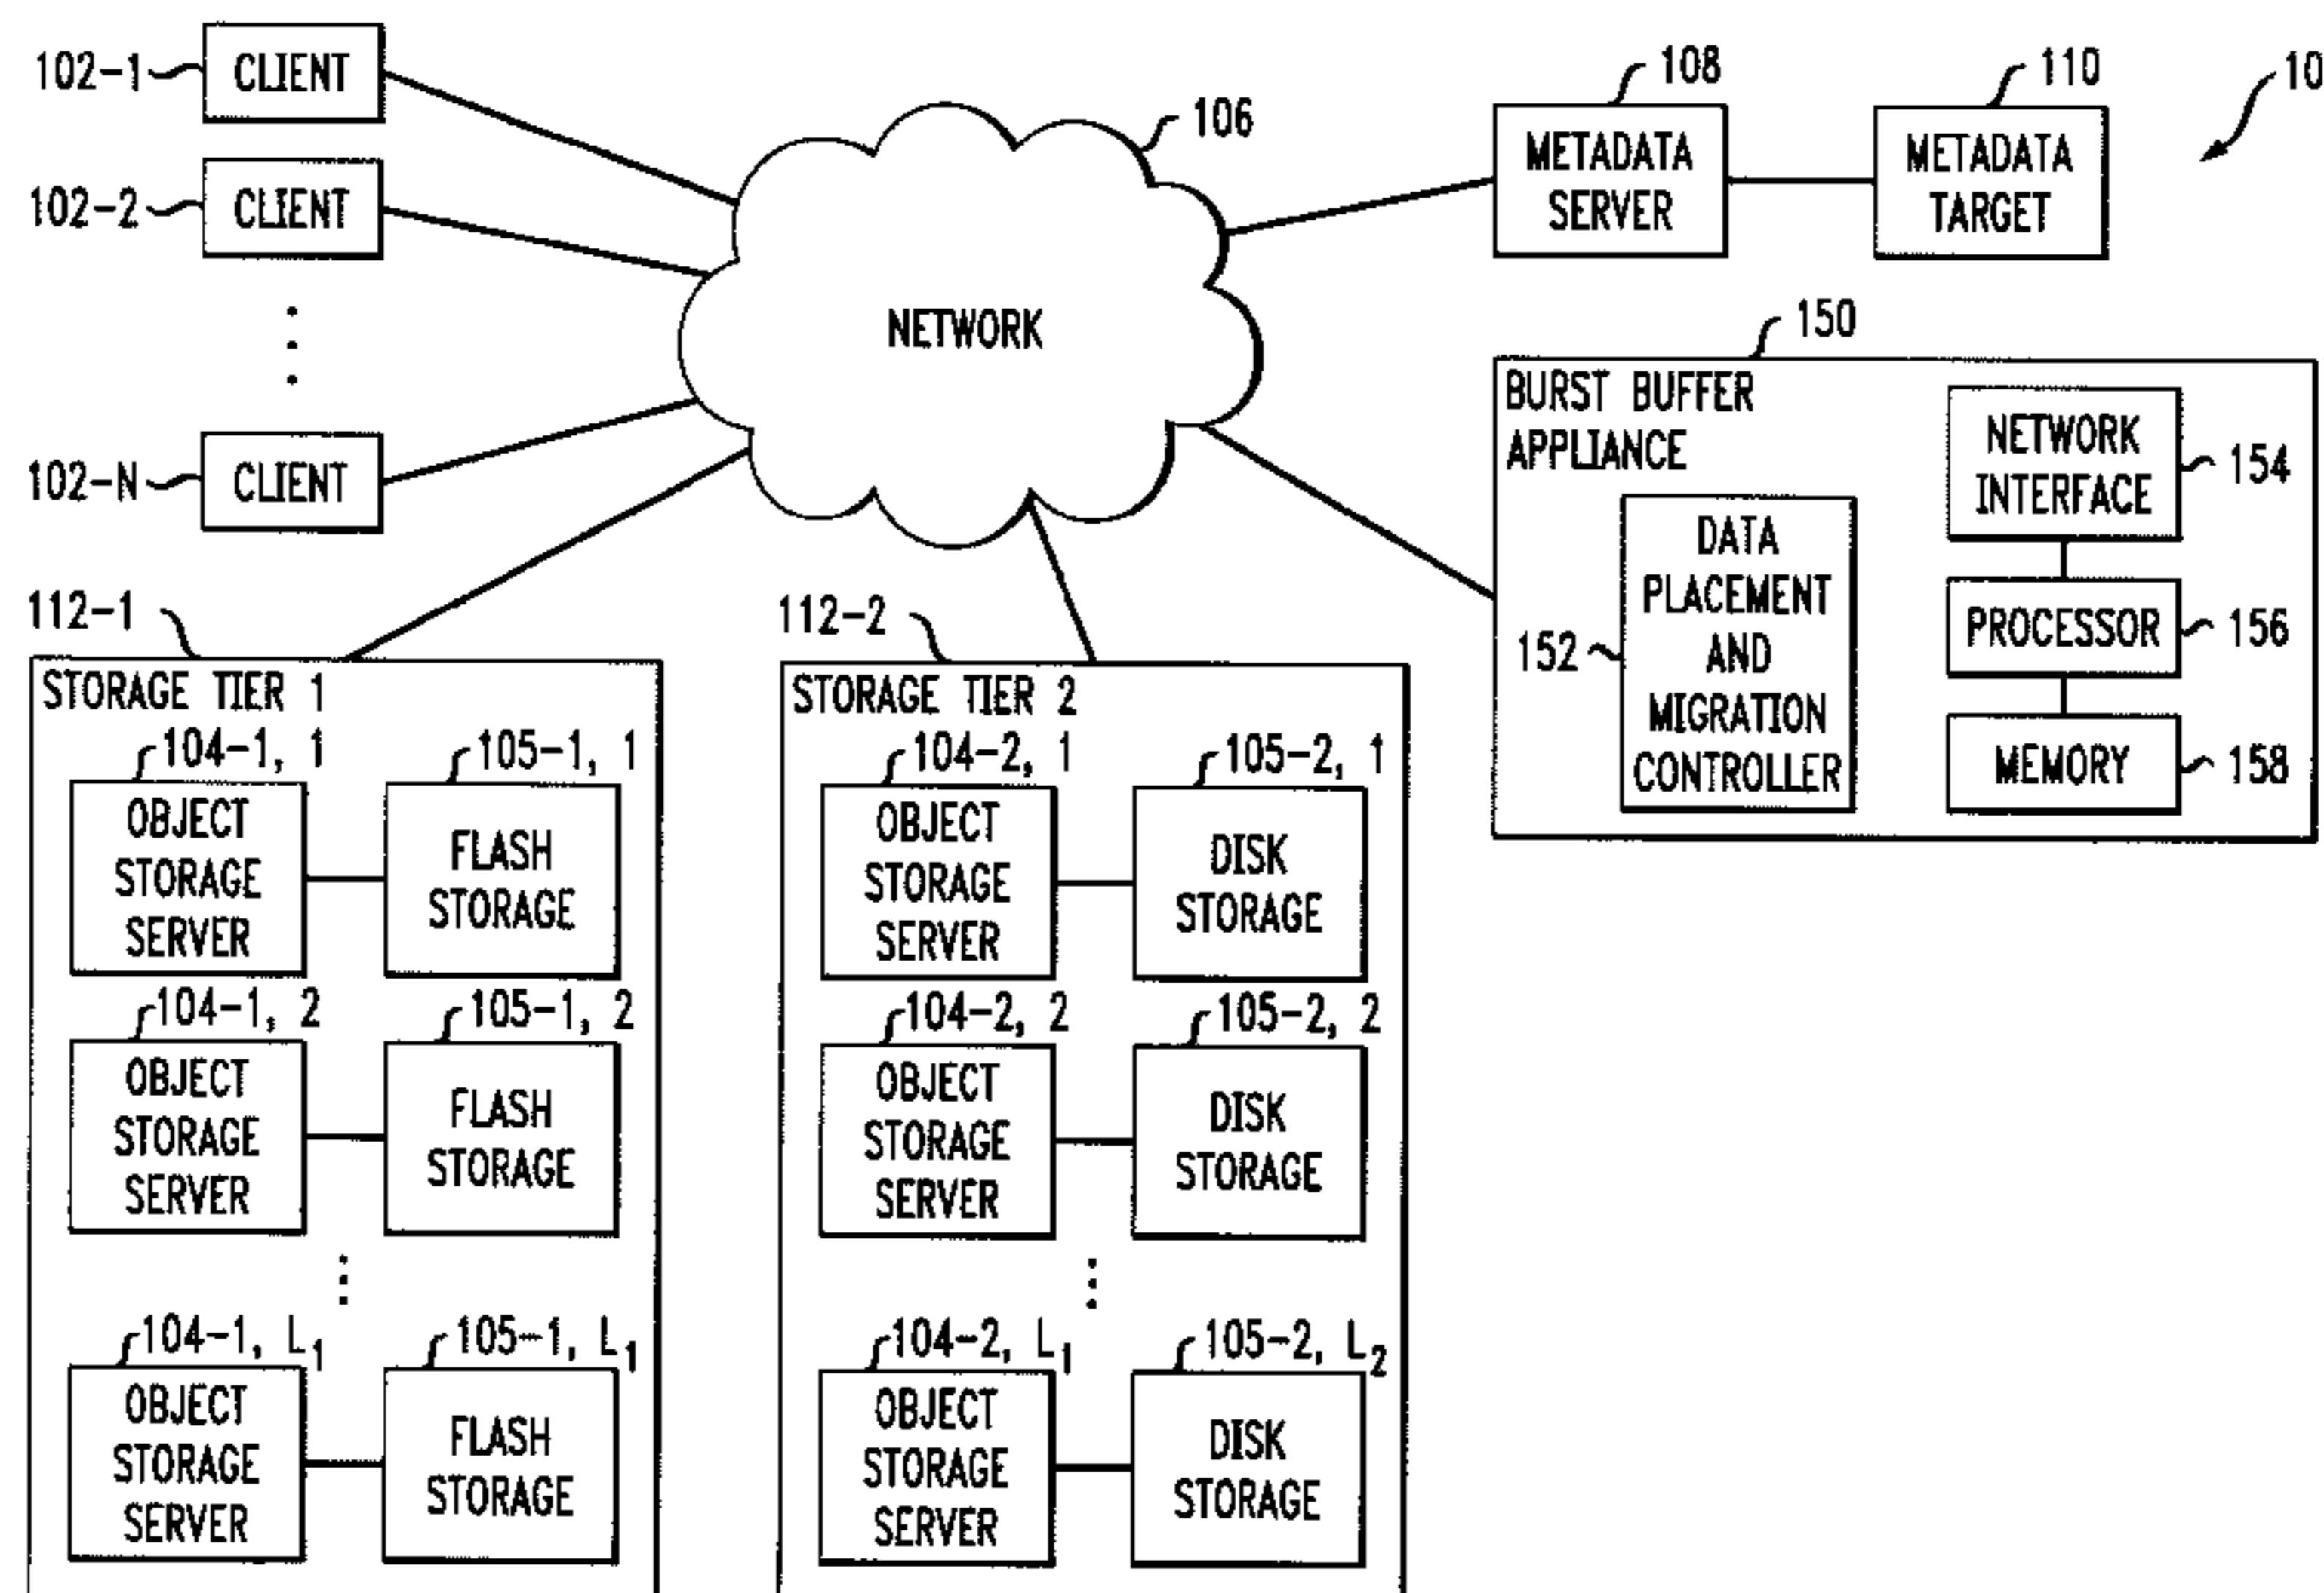 102-1
CLIENT
102-2
CLIENT
102-N
CLIENT
106
NETWORK
108
METADATA
SERVER
110
METADATA
TARGET
10
150
BURST BUFFER
APPLIANCE
152
DATA
PLACEMENT
AND
MIGRATION
CONTROLLER
NETWORK
INTERFACE
154
PROCESSOR
156
MEMORY
158
112-1
STORAGE TIER 1
104-1, 1
OBJECT
STORAGE
SERVER
105-1, 1
FLASH
STORAGE
104-1, 2
OBJECT
STORAGE
SERVER
105-1, 2
FLASH
STORAGE
104-1, L1
OBJECT
STORAGE
SERVER
105-1, L1
FLASH
STORAGE
112-2
STORAGE TIER 2
104-2, 1
OBJECT
STORAGE
SERVER
105-2, 1
DISK
STORAGE
104-2, 2
OBJECT
STORAGE
SERVER
105-2, 2
DISK
STORAGE
104-2, L1
OBJECT
STORAGE
SERVER
105-2, L2
DISK
STORAGE